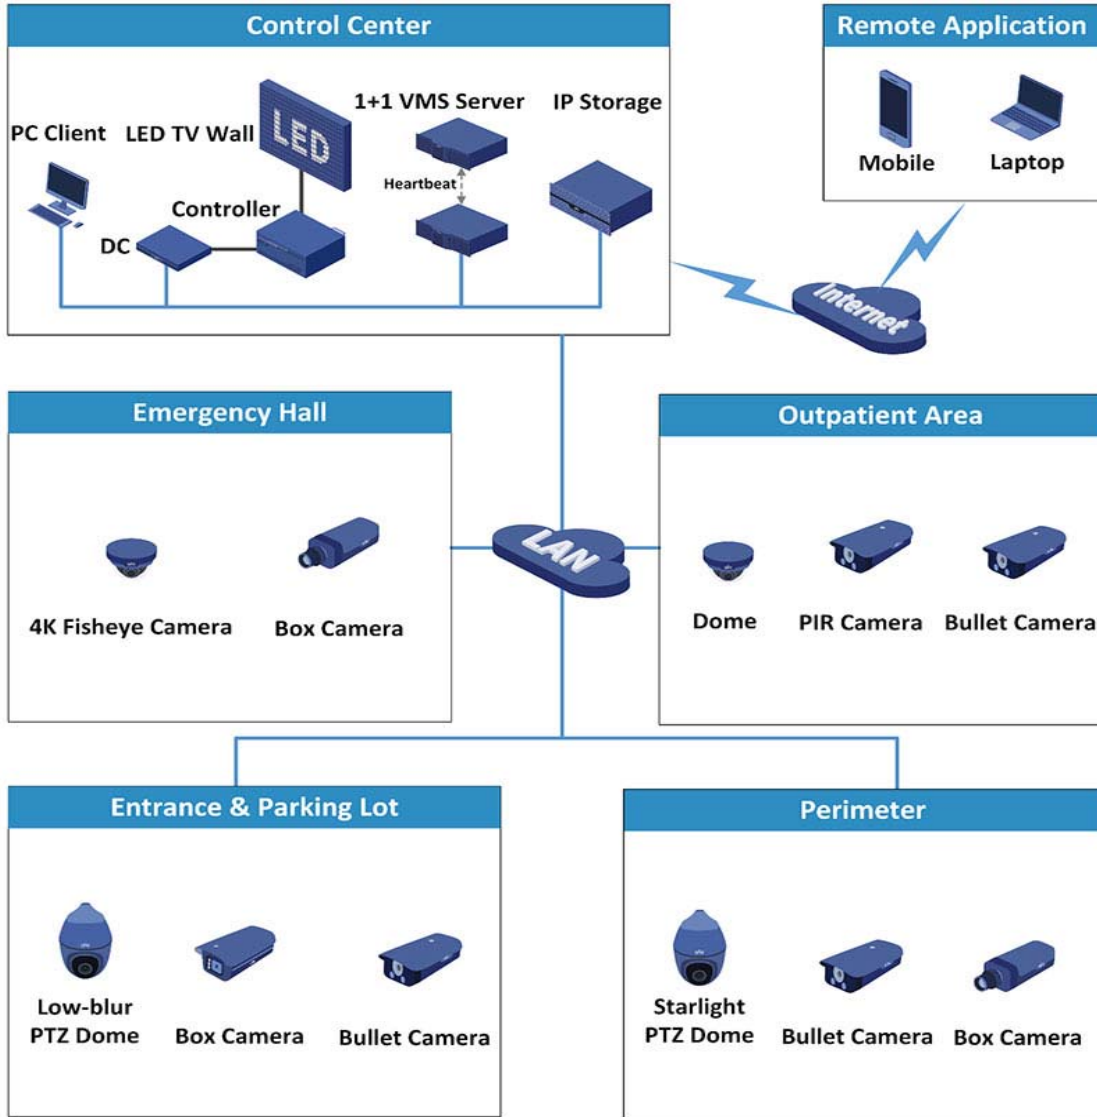 Control Center
Remote Application
PC Client
LED TV Wall
LED
1+1 VMS Server
IP Storage
Heartbeat
Controller
DC
Mobile
Laptop
Internet
Emergency Hall
Outpatient Area
LAN
4K Fisheye Camera
Box Camera
Dome
PIR Camera
Bullet Camera
Entrance & Parking Lot
Perimeter
Low-blur
PTZ Dome
Box Camera
Bullet Camera
Starlight
PTZ Dome
Bullet Camera
Box Camera